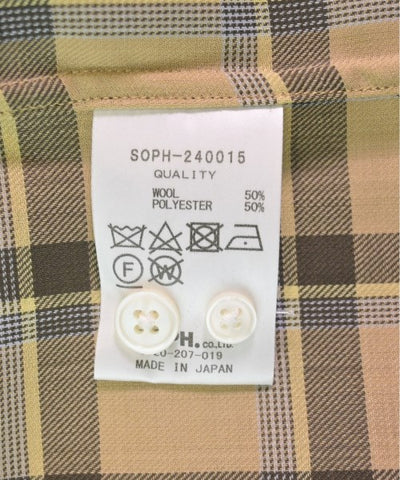 SOPH-240015
QUALITY
WOOL 50%
POLYESTER 50%
F W
PH. CO.,LTD.
20-207-019
MADE IN JAPAN